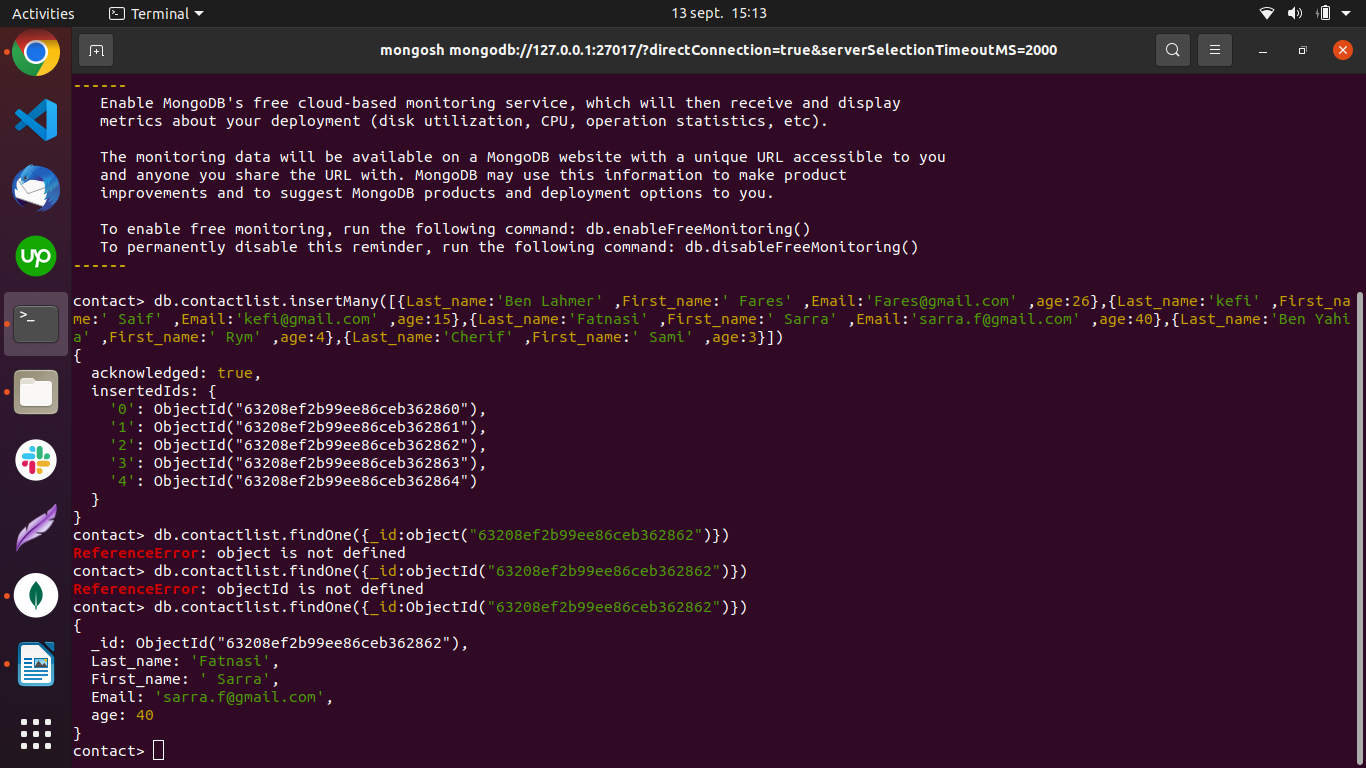 Activities
Terminal
13 sept. 15:13
mongosh mongodb://127.0.0.1:27017/?directConnection=true&serverSelectionTimeoutMS=2000
------
   Enable MongoDB's free cloud-based monitoring service, which will then receive and display
   metrics about your deployment (disk utilization, CPU, operation statistics, etc).
   The monitoring data will be available on a MongoDB website with a unique URL accessible to you
   and anyone you share the URL with. MongoDB may use this information to make product
   improvements and to suggest MongoDB products and deployment options to you.
   To enable free monitoring, run the following command: db.enableFreeMonitoring()
   To permanently disable this reminder, run the following command: db.disableFreeMonitoring()
------
contact> db.contactlist.insertMany([{Last_name:'Ben Lahmer' ,First_name:' Fares' ,Email:'Fares@gmail.com' ,age:26},{Last_name:'kefi' ,First_na
me:' Saif' ,Email:'kefi@gmail.com' ,age:15},{Last_name:'Fatnasi' ,First_name:' Sarra' ,Email:'sarra.f@gmail.com' ,age:40},{Last_name:'Ben Yahi
a' ,First_name:' Rym' ,age:4},{Last_name:'Cherif' ,First_name:' Sami' ,age:3}])
{
  acknowledged: true,
  insertedIds: {
    '0': ObjectId("63208ef2b99ee86ceb362860"),
    '1': ObjectId("63208ef2b99ee86ceb362861"),
    '2': ObjectId("63208ef2b99ee86ceb362862"),
    '3': ObjectId("63208ef2b99ee86ceb362863"),
    '4': ObjectId("63208ef2b99ee86ceb362864")
  }
}
contact> db.contactlist.findOne({_id:object("63208ef2b99ee86ceb362862")})
ReferenceError: object is not defined
contact> db.contactlist.findOne({_id:objectId("63208ef2b99ee86ceb362862")})
ReferenceError: objectId is not defined
contact> db.contactlist.findOne({_id:ObjectId("63208ef2b99ee86ceb362862")})
{
  _id: ObjectId("63208ef2b99ee86ceb362862"),
  Last_name: 'Fatnasi',
  First_name: ' Sarra',
  Email: 'sarra.f@gmail.com',
  age: 40
}
contact>
up
>_